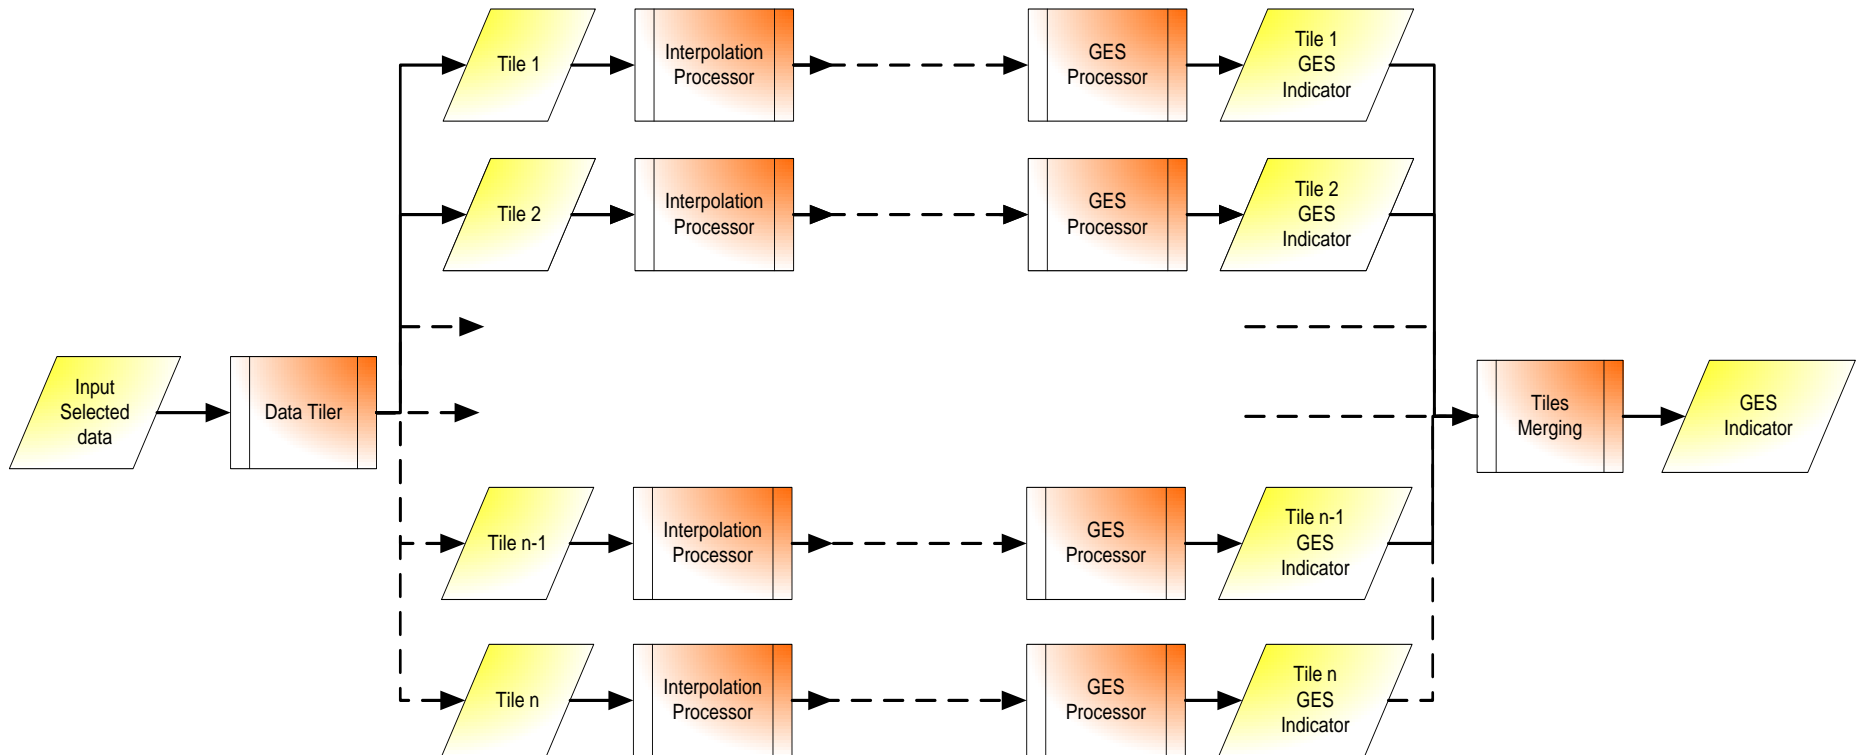 Tile 1
Interpolation
Processor
GES
Processor
Tile 1
GES
Indicator
Tile 2
Interpolation
Processor
GES
Processor
Tile 2
GES
Indicator
Input
Selected
data
Data Tiler
Tiles
Merging
GES
Indicator
Tile n-1
Interpolation
Processor
GES
Processor
Tile n-1
GES
Indicator
Tile n
Interpolation
Processor
GES
Processor
Tile n
GES
Indicator